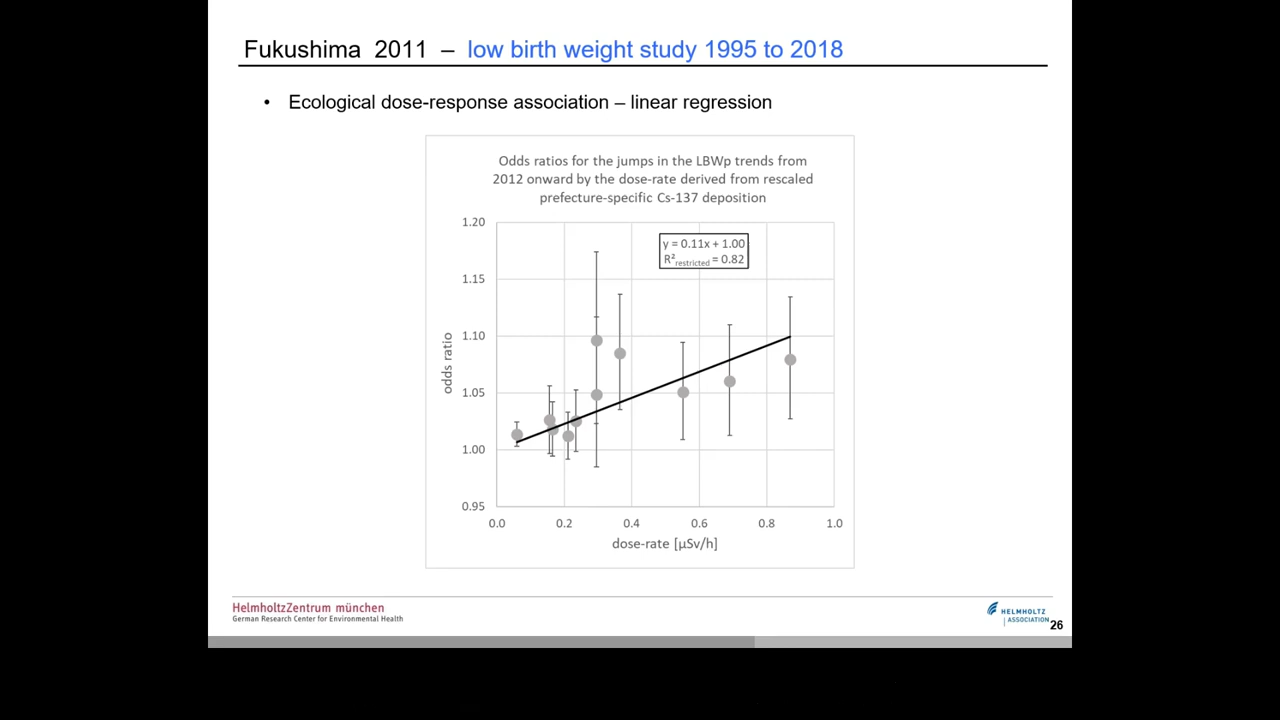 Fukushima 2011 – low birth weight study 1995 to 2018
• Ecological dose-response association – linear regression
Odds ratios for the jumps in the LBWp trends from
2012 onward by the dose-rate derived from rescaled
prefecture-specific Cs-137 deposition
1.20
y = 0.11x + 1.00
R²restricted = 0.82
1.15
1.10
odds ratio
1.05
1.00
0.95
0.0 0.2 0.4 0.6 0.8 1.0
dose-rate [µSv/h]
HelmholtzZentrum münchen
German Research Center for Environmental Health
HELMHOLTZ
| ASSOCIATION
26